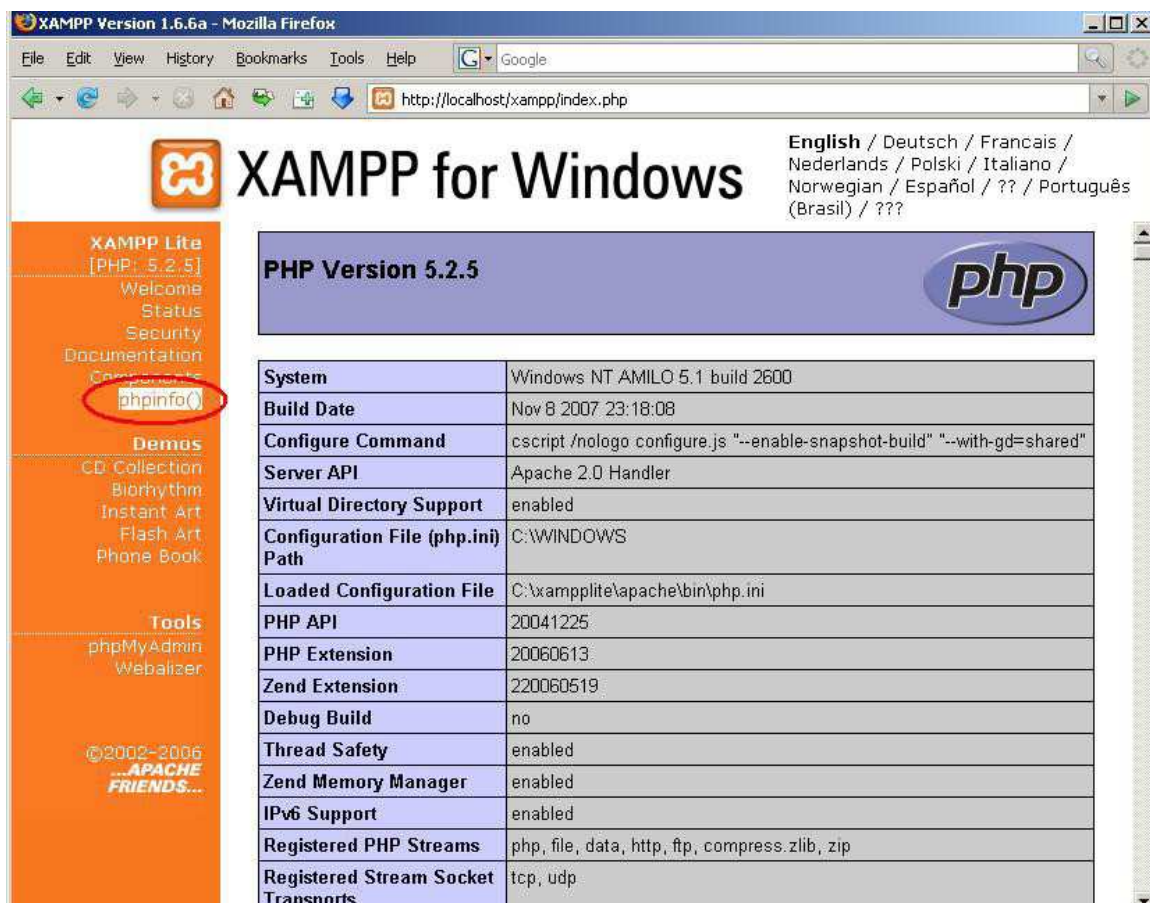 XAMPP Version 1.6.6a - Mozilla Firefox
File Edit View History Bookmarks Tools Help G Google
http://localhost/xampp/index.php
XAMPP for Windows
English / Deutsch / Francais /
Nederlands / Polski / Italiano /
Norwegian / Español / ?? / Português
(Brasil) / ???
XAMPP Lite
[PHP: 5.2.5]
Welcome
Status
Security
Documentation
Components
phpinfo()
Demos
CD Collection
Biorhythm
Instant Art
Flash Art
Phone Book
Tools
phpMyAdmin
Webalizer
©2002-2006
...APACHE
FRIENDS...
PHP Version 5.2.5
php
System Windows NT AMILO 5.1 build 2600
Build Date Nov 8 2007 23:18:08
Configure Command cscript /nologo configure.js "--enable-snapshot-build" "--with-gd=shared"
Server API Apache 2.0 Handler
Virtual Directory Support enabled
Configuration File (php.ini) C:\WINDOWS
Path
Loaded Configuration File C:\xampplite\apache\bin\php.ini
PHP API 20041225
PHP Extension 20060613
Zend Extension 220060519
Debug Build no
Thread Safety enabled
Zend Memory Manager enabled
IPv6 Support enabled
Registered PHP Streams php, file, data, http, ftp, compress.zlib, zip
Registered Stream Socket tcp, udp
Transports